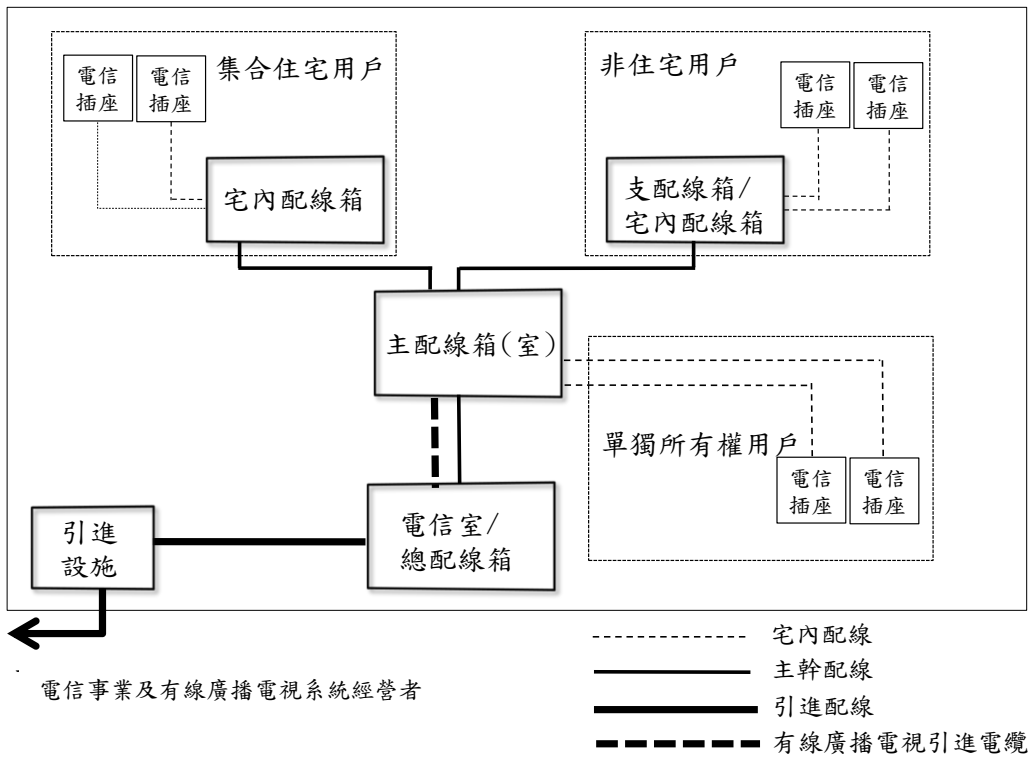 集合住宅用戶
電信
插座
電信
插座
宅內配線箱
非住宅用戶
電信
插座
電信
插座
支配線箱/
宅內配線箱
主配線箱(室)
單獨所有權用戶
電信
插座
電信
插座
電信室/
總配線箱
引進
設施
電信事業及有線廣播電視系統經營者
宅內配線
主幹配線
引進配線
有線廣播電視引進電纜